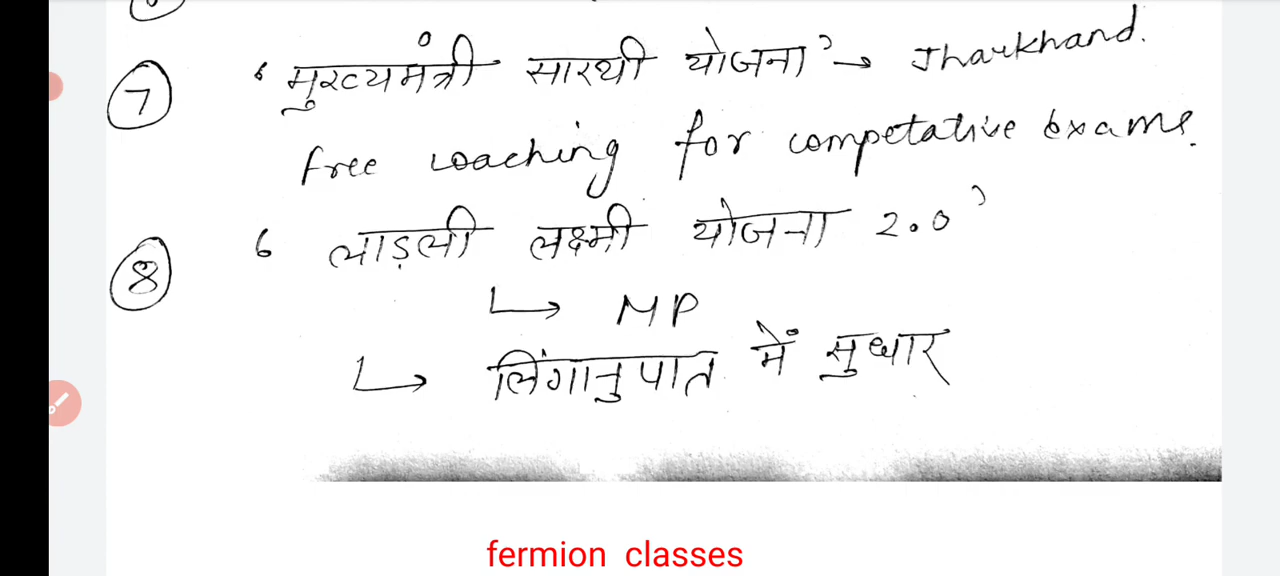 ⑦ ‘मुख्यमंत्री सारथी योजना’ → Jharkhand.
free coaching for competative exams.
⑧ ‘लाड़ली लक्ष्मी योजना 2.0’
↳ MP
↳ लिंगानुपात में सुधार
fermion classes